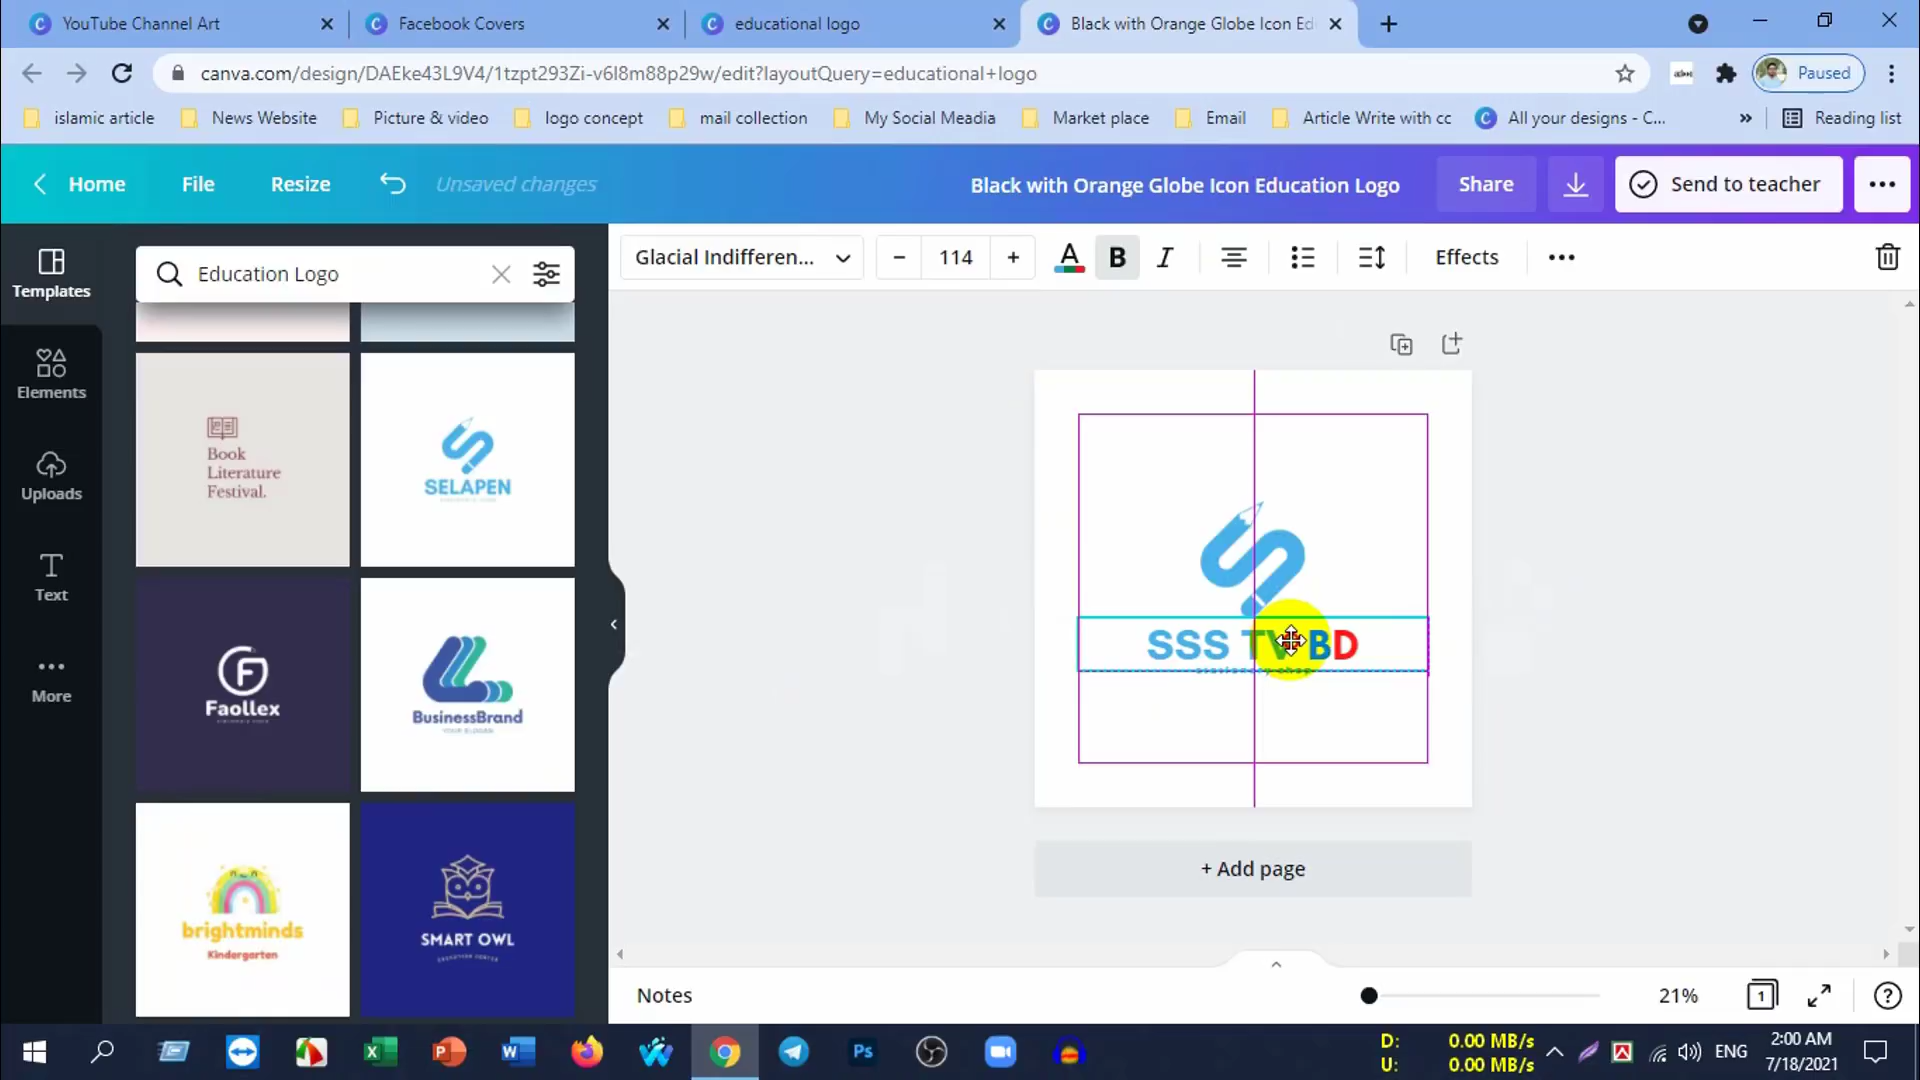 YouTube Channel Art
Facebook Covers
educational logo
Black with Orange Globe Icon Ed
canva.com/design/DAEke43L9V4/1tzpt293Zi-v6I8m88p29w/edit?layoutQuery=educational+logo
Paused
islamic article
News Website
Picture & video
logo concept
mail collection
My Social Meadia
Market place
Email
Article Write with cc
All your designs - C...
Reading list
Home
File
Resize
Unsaved changes
Black with Orange Globe Icon Education Logo
Share
Send to teacher
Templates
Education Logo
Glacial Indifferen...
114
B
I
Effects
Elements
Uploads
Text
More
Book
Literature
Festival.
SELAPEN
Faollex
BusinessBrand
YOUR SLOGAN
brightminds
Kindergarten
SMART OWL
SSS TV BD
+ Add page
Notes
21%
1
D: 0.00 MB/s
U: 0.00 MB/s
ENG
2:00 AM
7/18/2021